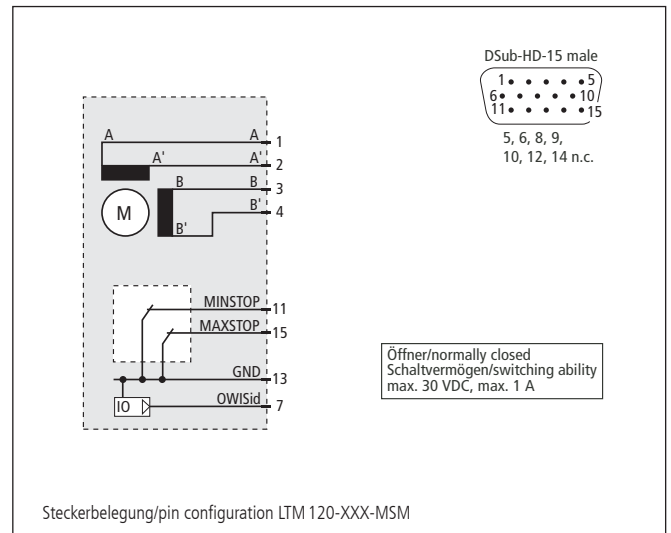 DSub-HD-15 male
1 5
6 10
11 15
5, 6, 8, 9,
10, 12, 14 n.c.
A A 1
A' A' 2
B B 3
M B' 4
B'
MINSTOP 11
MAXSTOP 15
GND 13
IO OWISid 7
Öffner/normally closed
Schaltvermögen/switching ability
max. 30 VDC, max. 1 A
Steckerbelegung/pin configuration LTM 120-XXX-MSM